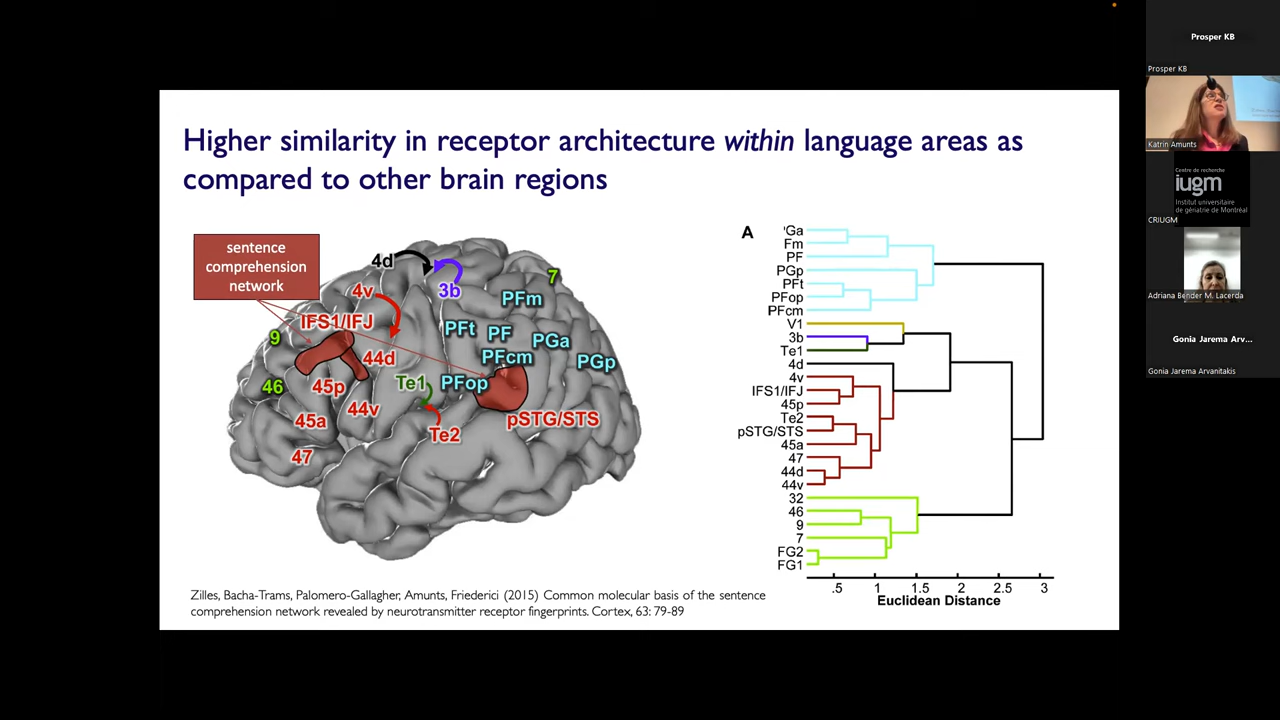 Higher similarity in receptor architecture within language areas as
compared to other brain regions
sentence
comprehension
network
4d
3b
7
4v
PFm
IFS1/IFJ
9
PFt
PF
PGa
PFcm
PGp
44d
46
45p
Te1
PFop
44v
45a
pSTG/STS
Te2
47
Zilles, Bacha-Trams, Palomero-Gallagher, Amunts, Friederici (2015) Common molecular basis of the sentence
comprehension network revealed by neurotransmitter receptor fingerprints. Cortex, 63: 79-89
A
'Ga
Fm
PF
PGp
PFt
PFop
PFcm
V1
3b
Te1
4d
4v
IFS1/IFJ
45p
Te2
pSTG/STS
45a
47
44d
44v
32
46
9
7
FG2
FG1
.5 1 1.5 2 2.5 3
Euclidean Distance
Prosper KB
Prosper KB
Katrin Amunts
Centre de recherche
iugm
Institut universitaire
de gériatrie de Montréal
CRIUGM
Adriana Bender M. Lacerda
Gonia Jarema Arv...
Gonia Jarema Arvanitakis